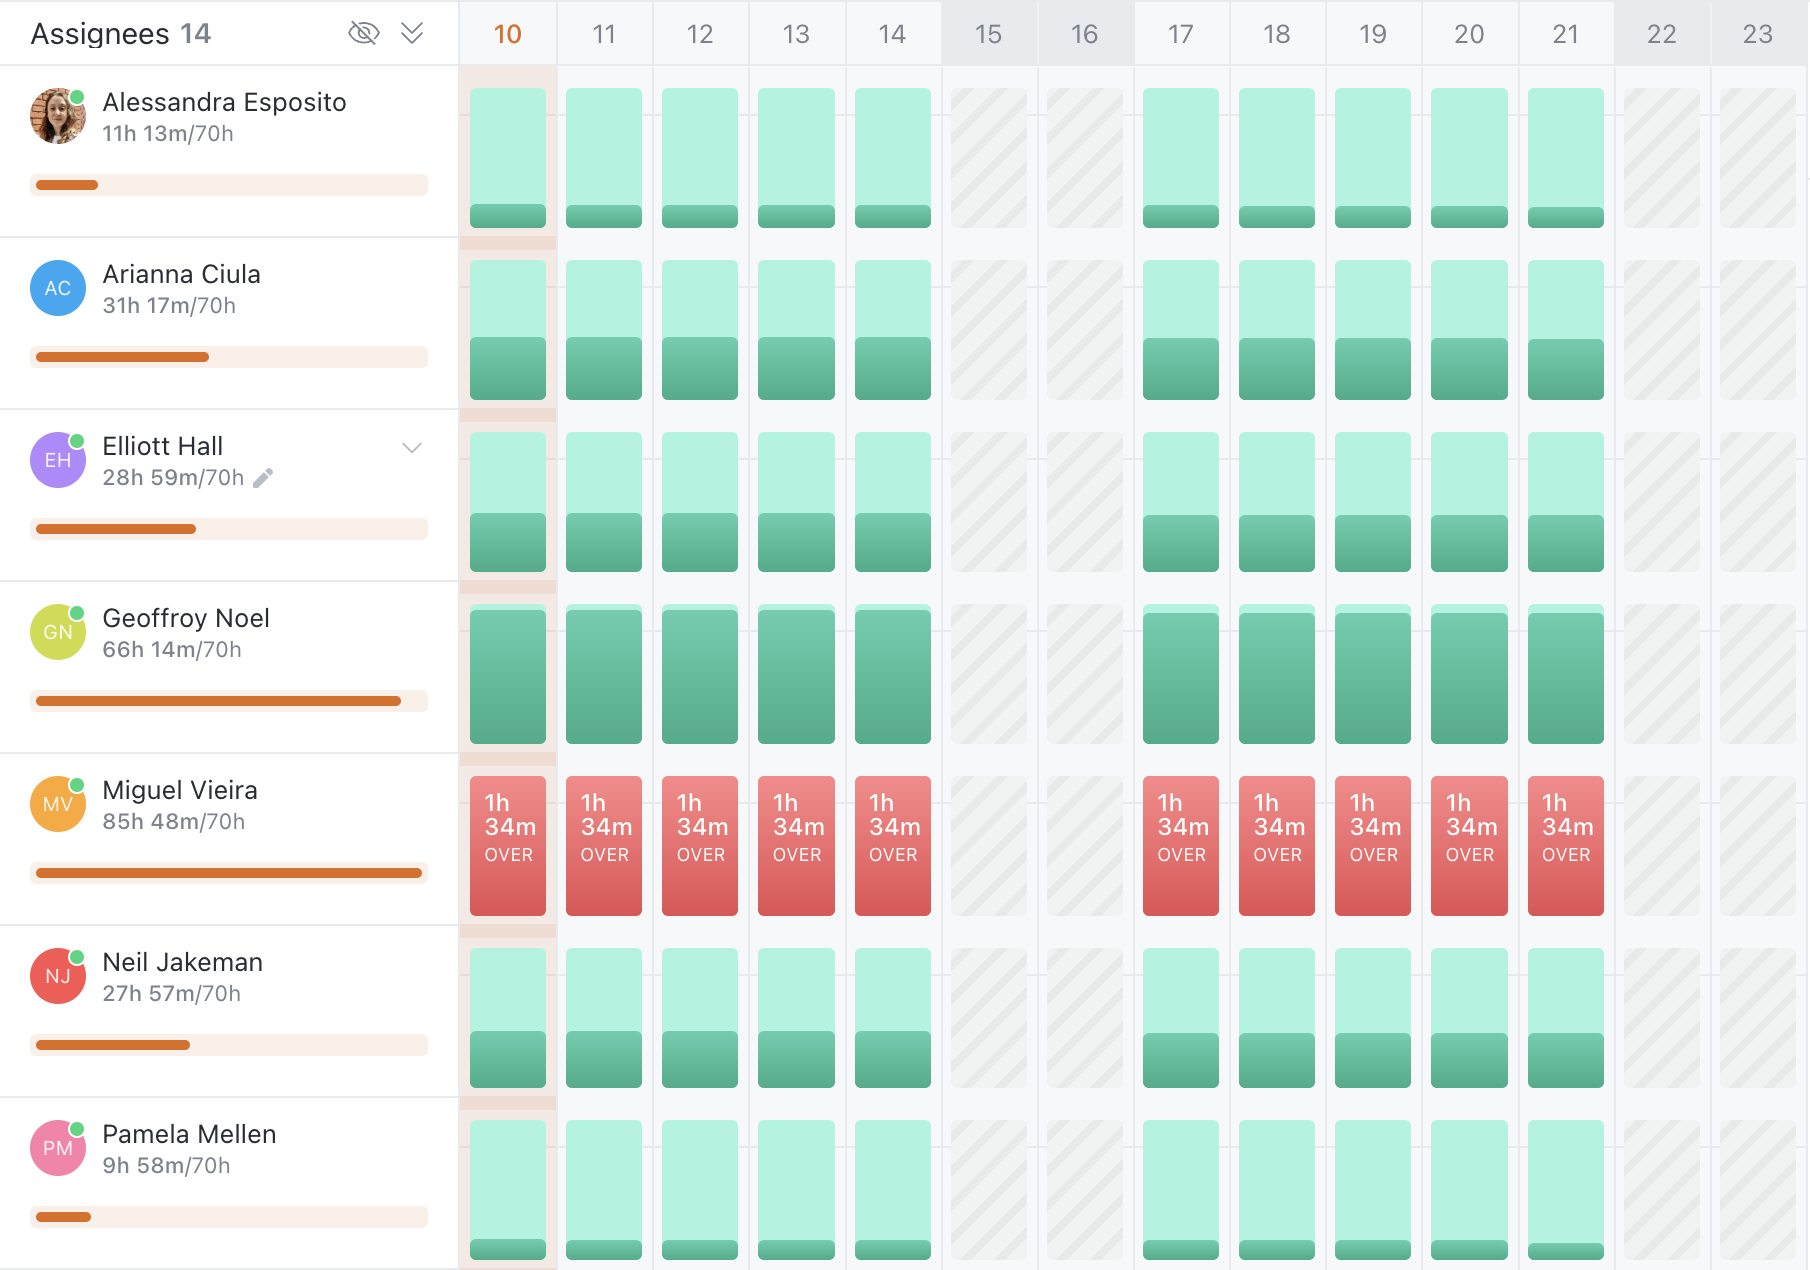 Assignees 14
10 11 12 13 14 15 16 17 18 19 20 21 22 23
Alessandra Esposito
11h 13m/70h
AC
Arianna Ciula
31h 17m/70h
EH
Elliott Hall
28h 59m/70h
GN
Geoffroy Noel
66h 14m/70h
MV
Miguel Vieira
85h 48m/70h
1h 1h 1h 1h 1h 1h 1h 1h 1h 1h
34m 34m 34m 34m 34m 34m 34m 34m 34m 34m
OVER OVER OVER OVER OVER OVER OVER OVER OVER OVER
NJ
Neil Jakeman
27h 57m/70h
PM
Pamela Mellen
9h 58m/70h